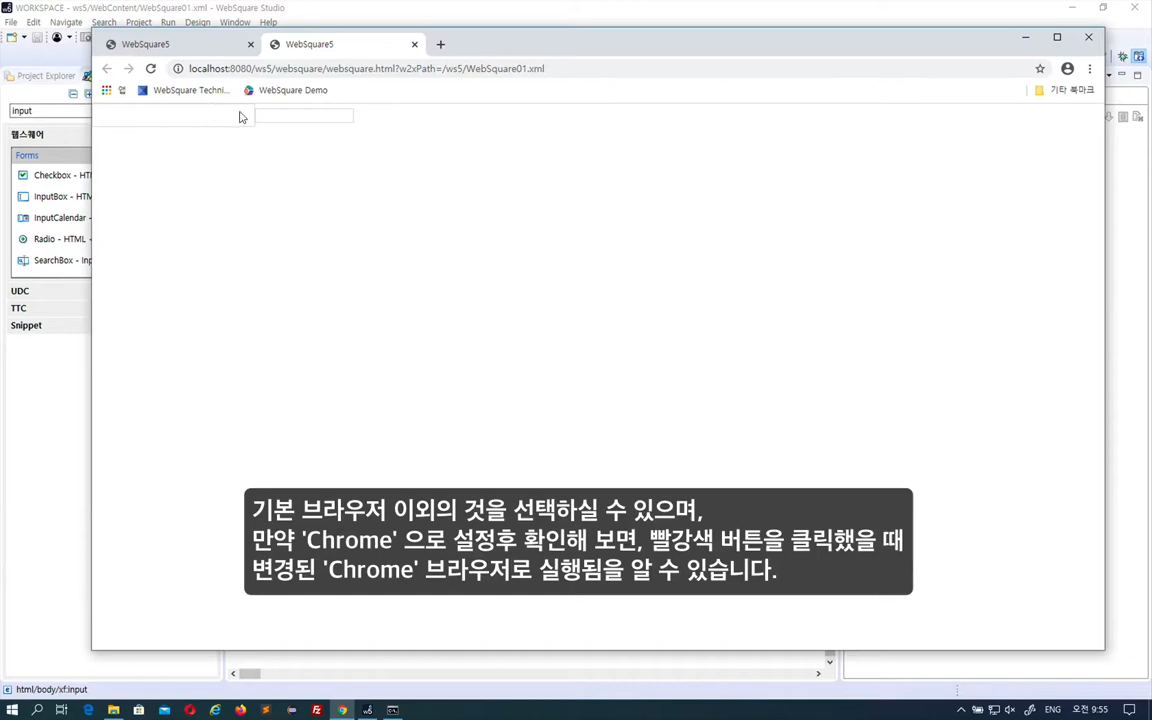 WORKSPACE - ws5/WebContent/WebSquare01.xml - WebSquare Studio
File Edit Navigate Search Project Run Design Window Help
WebSquare5
WebSquare5
localhost:8080/ws5/websquare/websquare.html?w2xPath=/ws5/WebSquare01.xml
앱 WebSquare Techni... WebSquare Demo 기타 북마크
Project Explorer
input
웹스퀘어
Forms
Checkbox - HTM
InputBox - HTM
InputCalendar -
Radio - HTML -
SearchBox - Inp
UDC
TTC
Snippet
기본 브라우저 이외의 것을 선택하실 수 있으며,
만약 'Chrome' 으로 설정후 확인해 보면, 빨강색 버튼을 클릭했을 때
변경된 'Chrome' 브라우저로 실행됨을 알 수 있습니다.
html/body/xf:input
ENG 오전 9:55